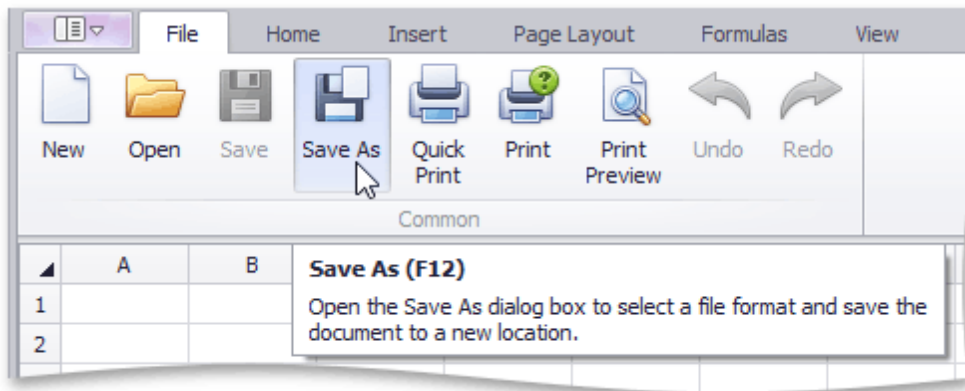 File Home Insert Page Layout Formulas View
New Open Save Save As Quick Print Print Print Preview Undo Redo
Common
A B
Save As (F12)
1
Open the Save As dialog box to select a file format and save the
document to a new location.
2